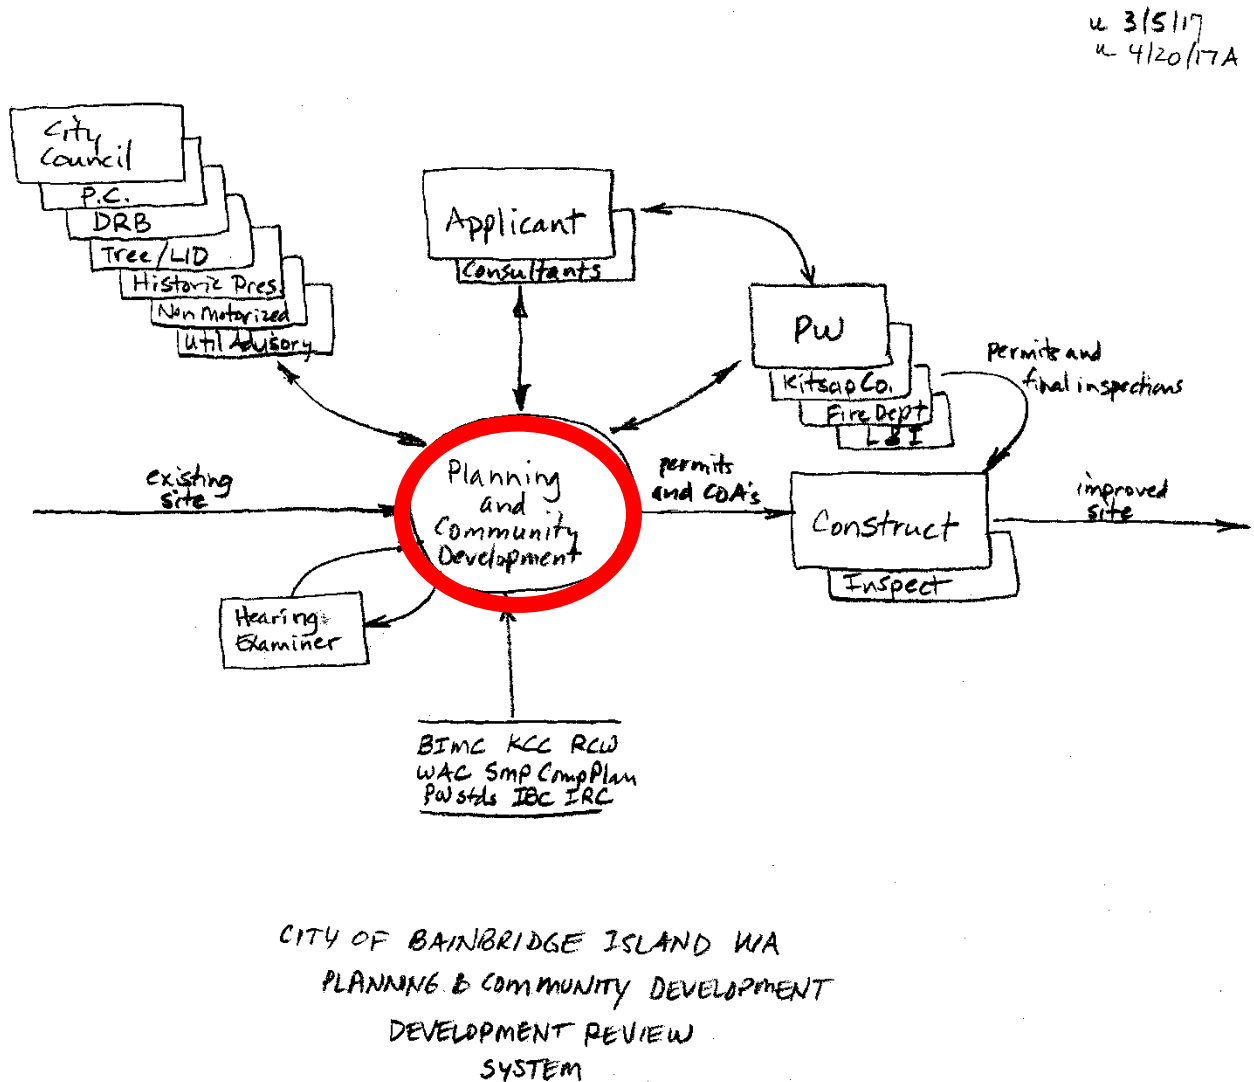 3/5/17
4/20/17A
City
Council
P.C.
DRB
Tree/LID
Historic Pres.
Non Motorized
Util Advisory
Applicant
Consultants
PW
Kitsap Co.
Fire Dept
L & I
permits and
final inspections
existing
site
Planning
and
Community
Development
permits
and COA's
Construct
Inspect
improved
site
Hearing
Examiner
BIMC KCC RCW
WAC SMP Comp Plan
PW stds IBC IRC
CITY OF BAINBRIDGE ISLAND WA
PLANNING & COMMUNITY DEVELOPMENT
DEVELOPMENT REVIEW
SYSTEM